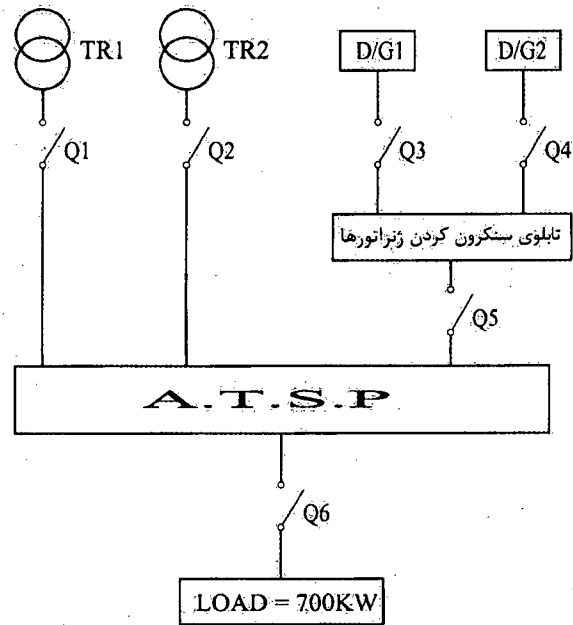 TR1
TR2
D/G1
D/G2
Q1
Q2
Q3
Q4
تابلوی سنکرون کردن ژنراتورها
Q5
A.T.S.P
Q6
LOAD = 700KW